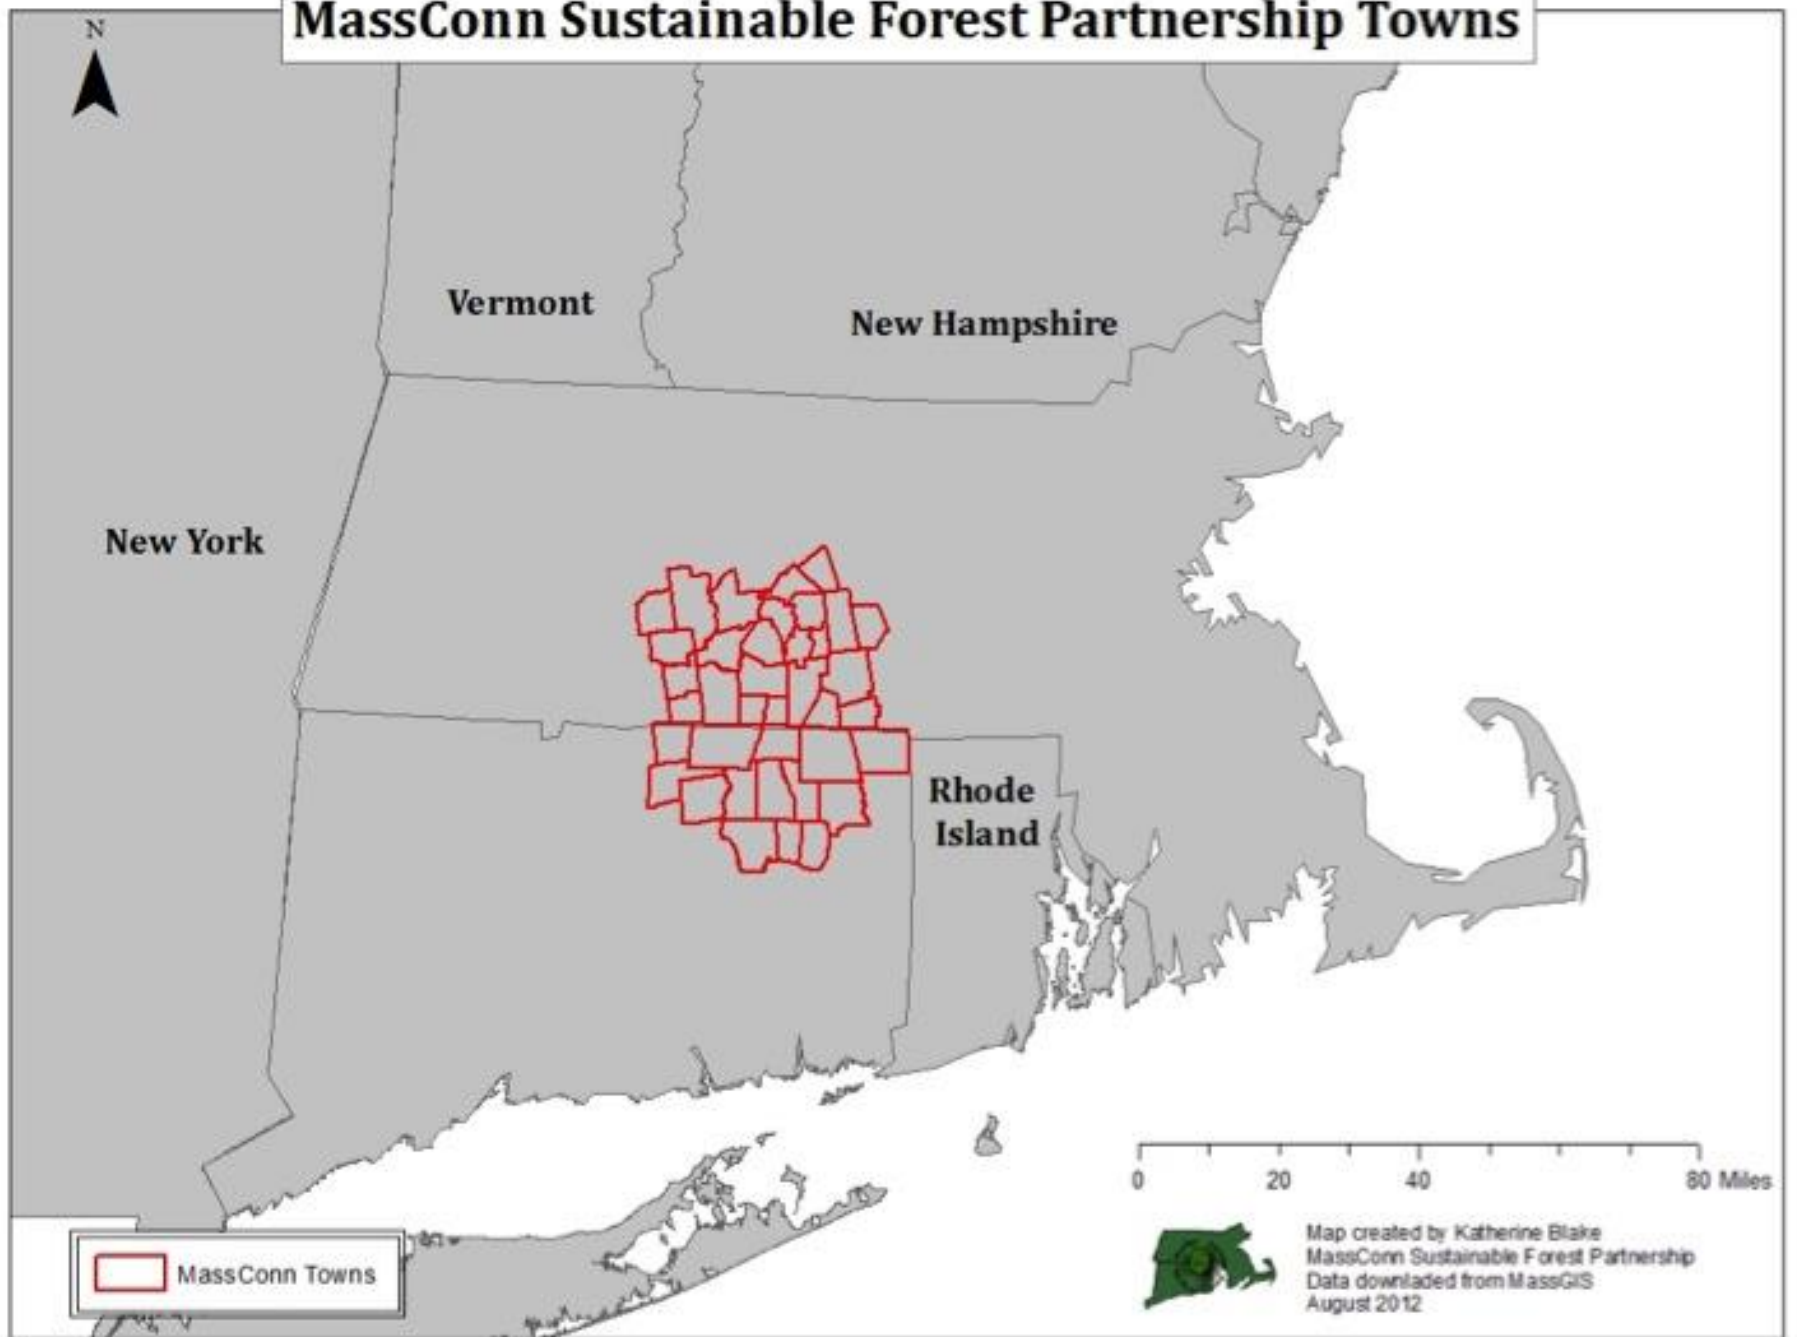 MassConn Sustainable Forest Partnership Towns
N
Vermont
New Hampshire
New York
Rhode
Island
0 20 40 80 Miles
MassConn Towns
Map created by Katherine Blake
MassConn Sustainable Forest Partnership
Data downladed from MassGIS
August 2012